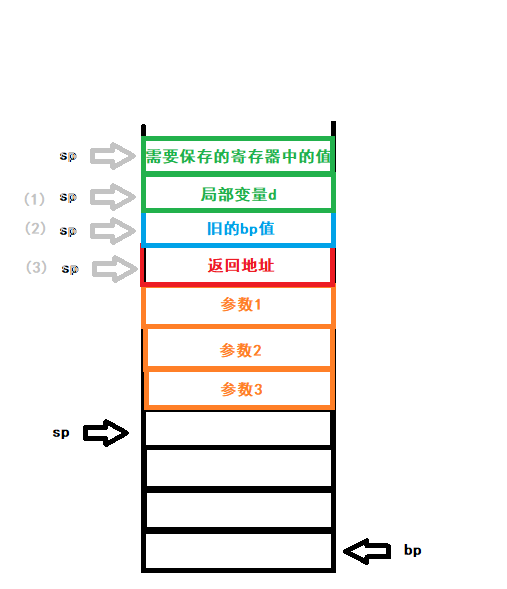 sp 需要保存的寄存器中的值
(1) sp 局部变量d
(2) sp 旧的bp值
(3) sp 返回地址
参数1
参数2
参数3
sp
bp